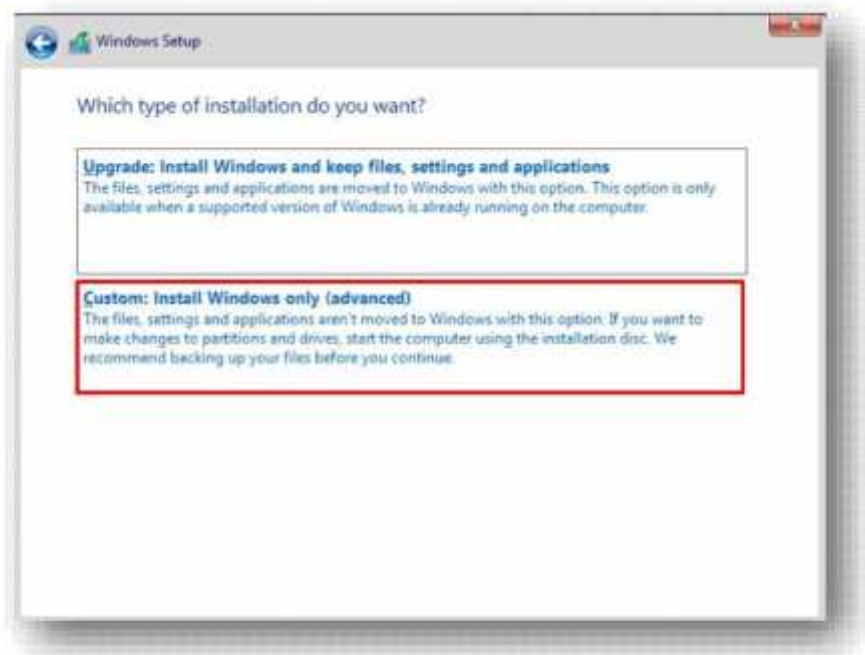 Windows Setup
Which type of installation do you want?
Upgrade: Install Windows and keep files, settings and applications
The files, settings and applications are moved to Windows with this option. This option is only
available when a supported version of Windows is already running on the computer.
Custom: Install Windows only (advanced)
The files, settings and applications aren't moved to Windows with this option. If you want to
make changes to partitions and drives, start the computer using the installation disc. We
recommend backing up your files before you continue.